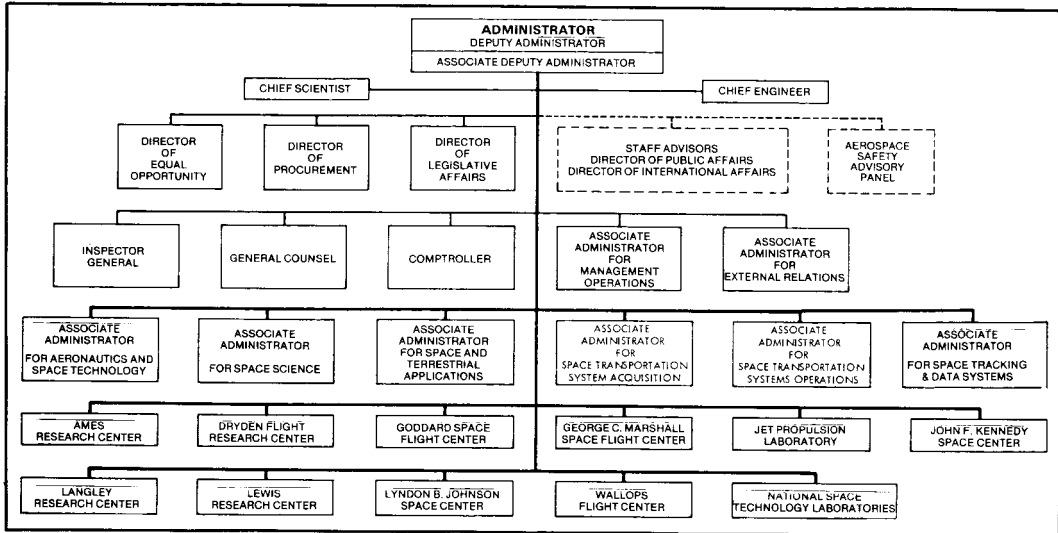 ADMINISTRATOR
DEPUTY ADMINISTRATOR
ASSOCIATE DEPUTY ADMINISTRATOR
CHIEF SCIENTIST
CHIEF ENGINEER
DIRECTOR
OF
EQUAL
OPPORTUNITY
DIRECTOR
OF
PROCUREMENT
DIRECTOR
OF
LEGISLATIVE
AFFAIRS
STAFF ADVISORS
DIRECTOR OF PUBLIC AFFAIRS
DIRECTOR OF INTERNATIONAL AFFAIRS
AEROSPACE
SAFETY
ADVISORY
PANEL
INSPECTOR
GENERAL
GENERAL COUNSEL
COMPTROLLER
ASSOCIATE
ADMINISTRATOR
FOR
MANAGEMENT
OPERATIONS
ASSOCIATE
ADMINISTRATOR
FOR
EXTERNAL RELATIONS
ASSOCIATE
ADMINISTRATOR
FOR AERONAUTICS AND
SPACE TECHNOLOGY
ASSOCIATE
ADMINISTRATOR
FOR SPACE SCIENCE
ASSOCIATE
ADMINISTRATOR
FOR SPACE AND
TERRESTRIAL
APPLICATIONS
ASSOCIATE
ADMINISTRATOR
FOR
SPACE TRANSPORTATION
SYSTEM ACQUISITION
ASSOCIATE
ADMINISTRATOR
FOR
SPACE TRANSPORTATION
SYSTEMS OPERATIONS
ASSOCIATE
ADMINISTRATOR
FOR SPACE TRACKING
& DATA SYSTEMS
AMES
RESEARCH CENTER
DRYDEN FLIGHT
RESEARCH CENTER
GODDARD SPACE
FLIGHT CENTER
GEORGE C. MARSHALL
SPACE FLIGHT CENTER
JET PROPULSION
LABORATORY
JOHN F. KENNEDY
SPACE CENTER
LANGLEY
RESEARCH CENTER
LEWIS
RESEARCH CENTER
LYNDON B. JOHNSON
SPACE CENTER
WALLOPS
FLIGHT CENTER
NATIONAL SPACE
TECHNOLOGY LABORATORIES